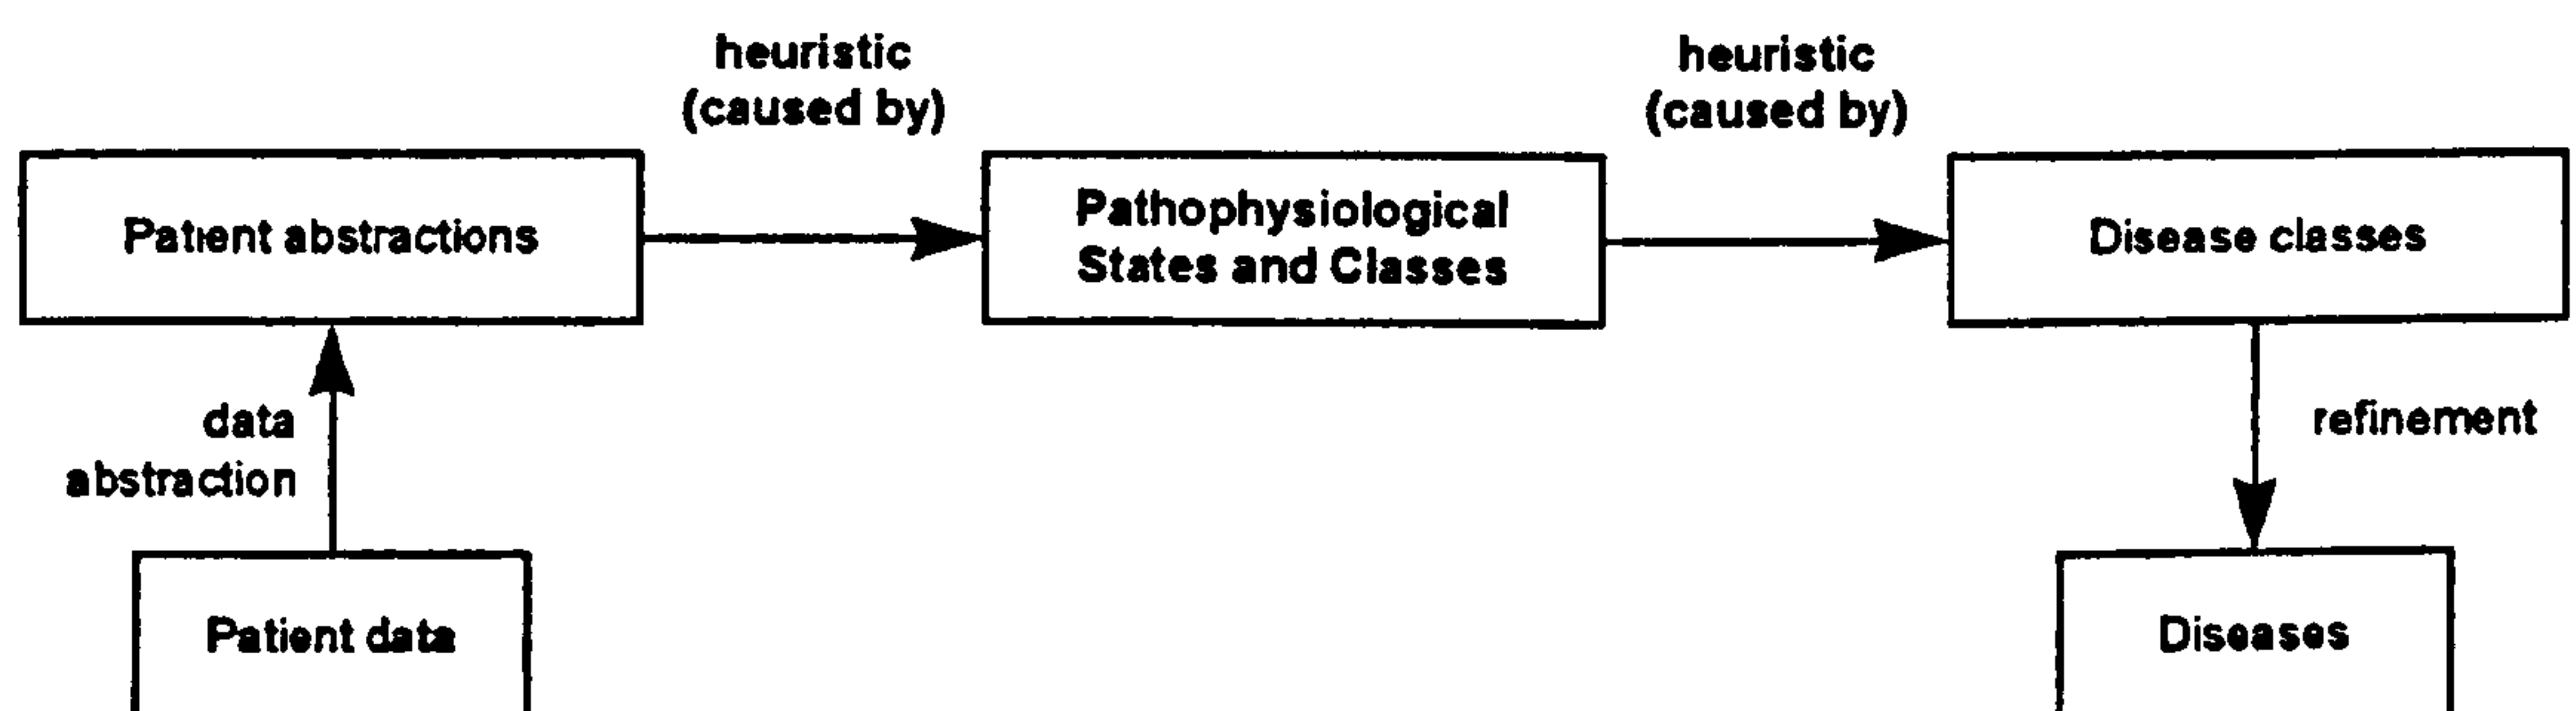 heuristic
(caused by)
heuristic
(caused by)
Patient abstractions
Pathophysiological
States and Classes
Disease classes
data
abstraction
refinement
Patient data
Diseases